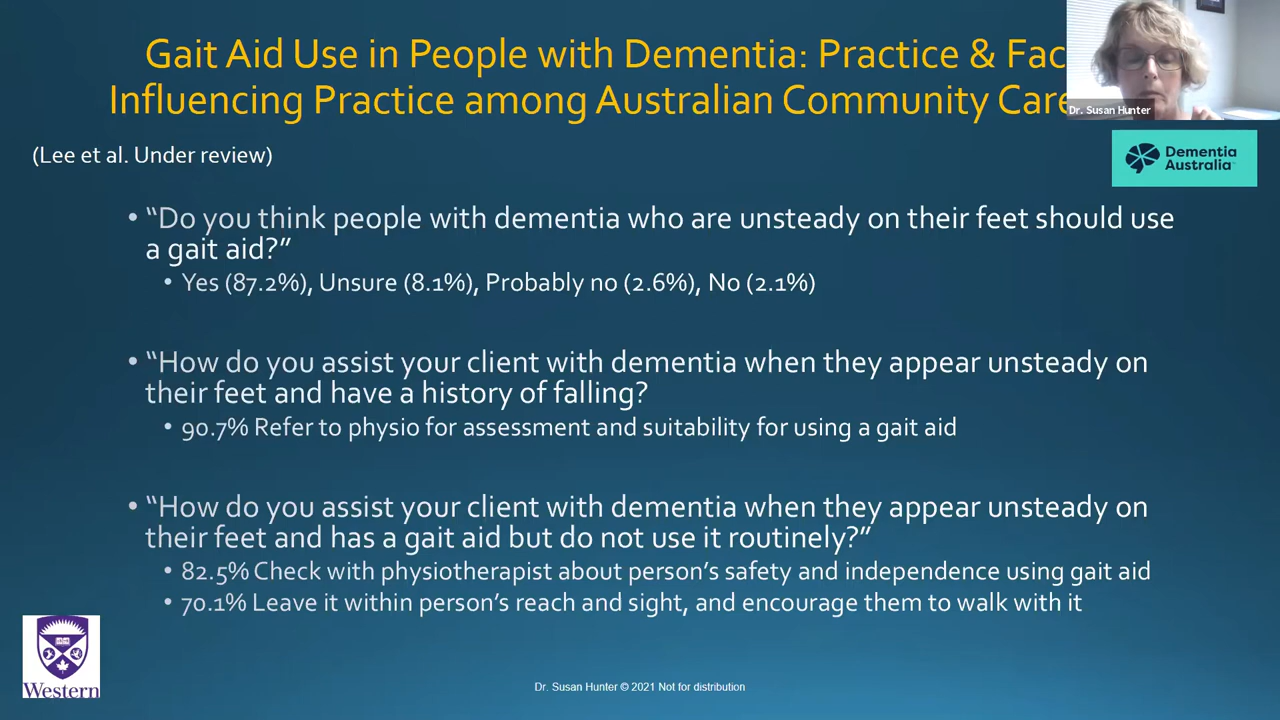 Gait Aid Use in People with Dementia: Practice & Fac
Influencing Practice among Australian Community Care
Dr. Susan Hunter
(Lee et al. Under review)
Dementia
Australia™
• “Do you think people with dementia who are unsteady on their feet should use
a gait aid?”
• Yes (87.2%), Unsure (8.1%), Probably no (2.6%), No (2.1%)
• “How do you assist your client with dementia when they appear unsteady on
their feet and have a history of falling?
• 90.7% Refer to physio for assessment and suitability for using a gait aid
• “How do you assist your client with dementia when they appear unsteady on
their feet and has a gait aid but do not use it routinely?”
• 82.5% Check with physiotherapist about person’s safety and independence using gait aid
• 70.1% Leave it within person’s reach and sight, and encourage them to walk with it
Western
Dr. Susan Hunter © 2021 Not for distribution